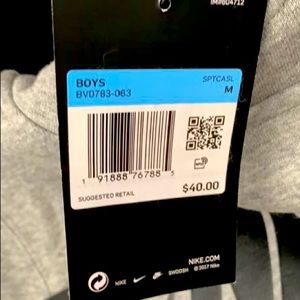 BOYS SPTCASL
BV0783-063 M
1 91888 76788 5
SUGGESTED RETAIL $40.00
NIKE.COM
NIKE SWOOSH © 2017 Nike